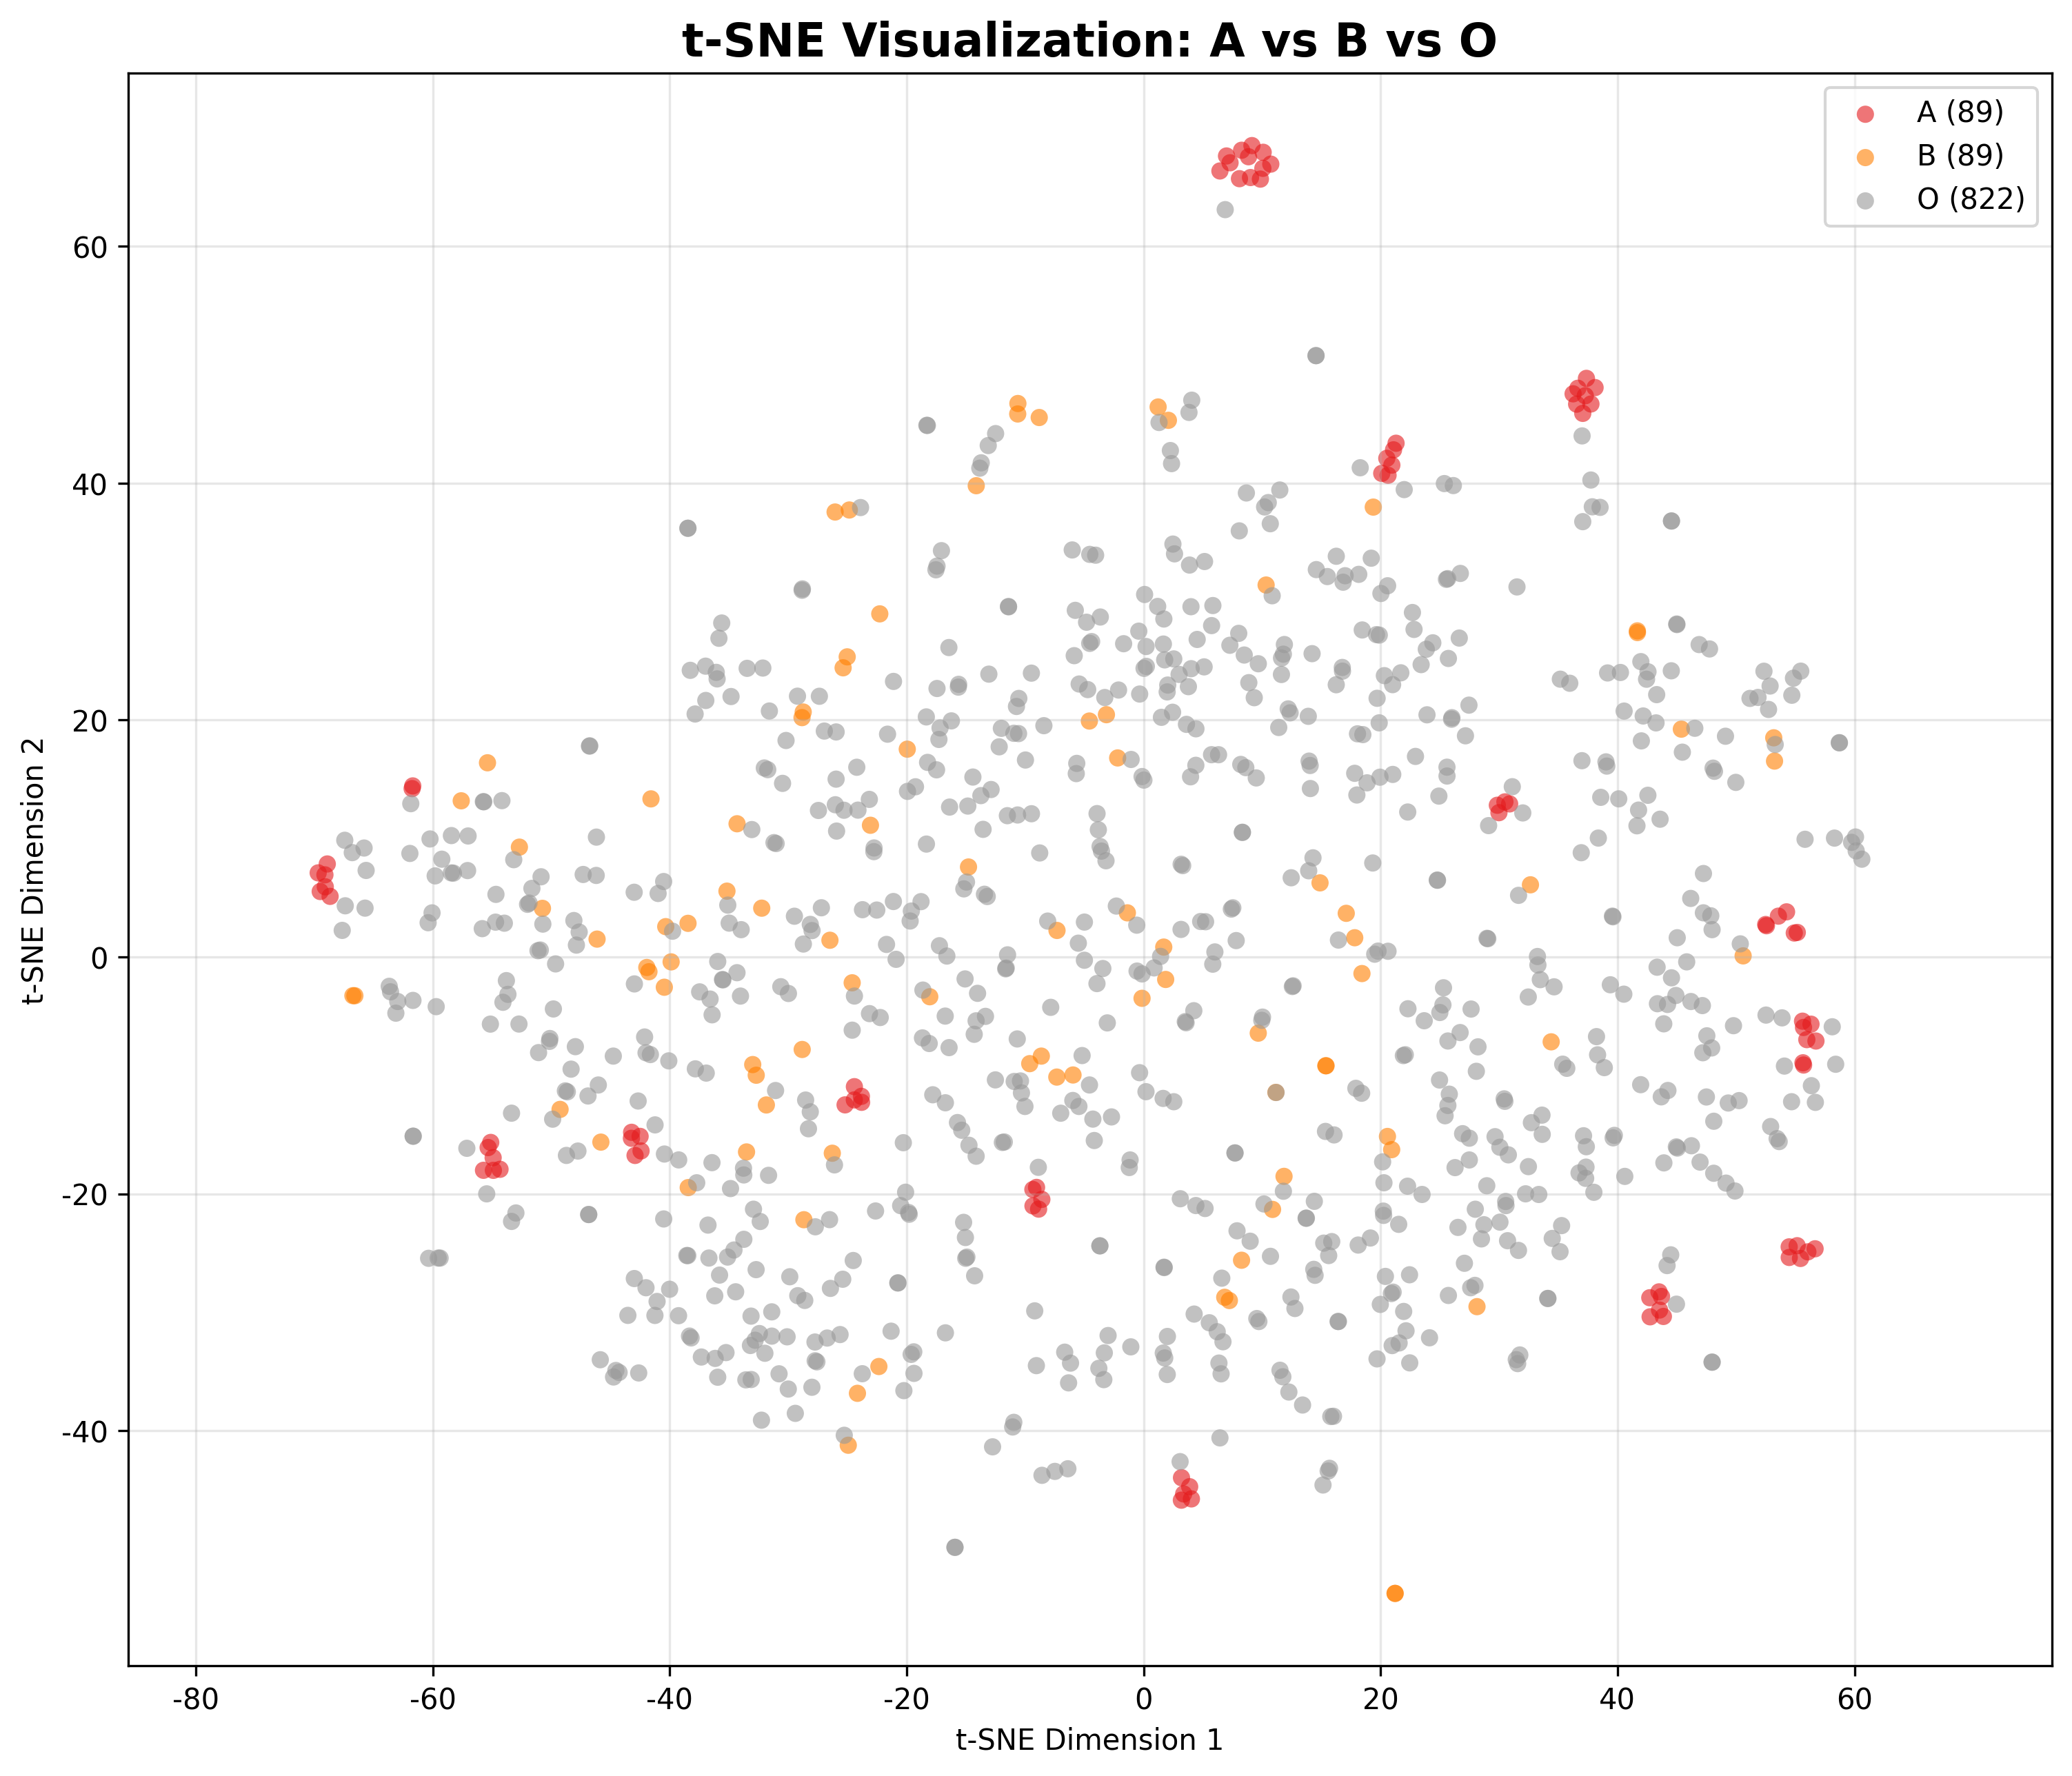 t-SNE Visualization: A vs B vs O
A (89)
B (89)
O (822)
60
40
20
0
-20
-40
t-SNE Dimension 2
-80
-60
-40
-20
0
20
40
60
t-SNE Dimension 1